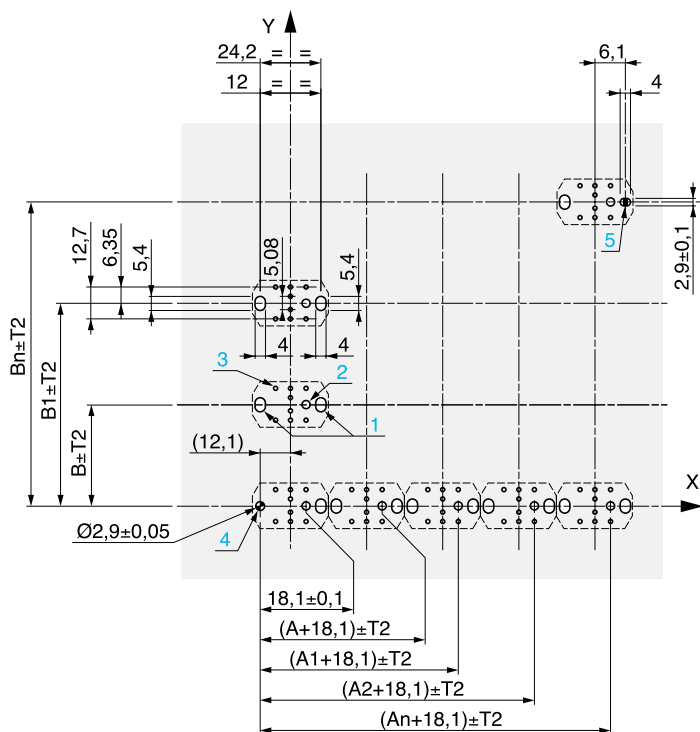 Y
24,2 = =
12 = =
6,1
4
5
2,9±0,1
12,7
6,35
5,4
5,08
5,4
4
4
3
2
1
Bn±T2
B1±T2
B±T2
(12,1)
X
Ø2,9±0,05
4
18,1±0,1
(A+18,1)±T2
(A1+18,1)±T2
(A2+18,1)±T2
(An+18,1)±T2